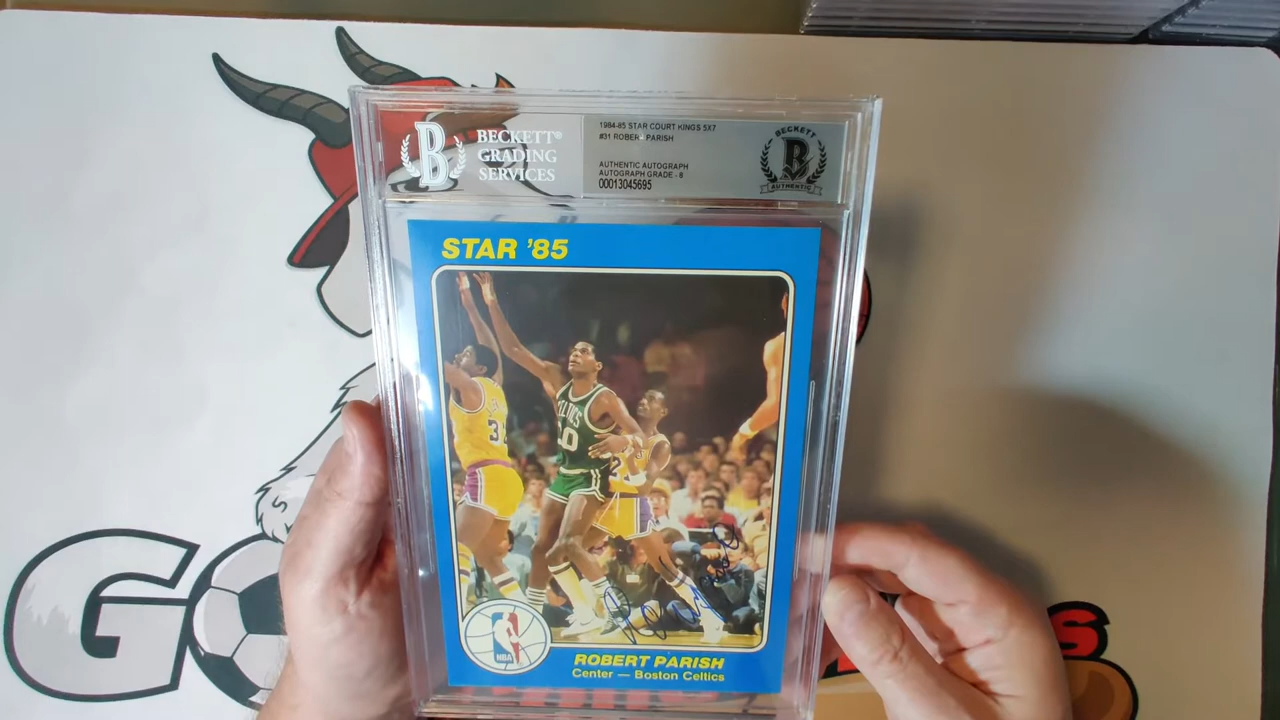 BECKETT®
GRADING
SERVICES
B
1984-85 STAR COURT KINGS 5X7
#31 ROBERT PARISH
AUTHENTIC AUTOGRAPH
AUTOGRAPH GRADE - 8
00013045695
BECKETT
B
AUTHENTIC
STAR '85
CELTICS
NBA
ROBERT PARISH
Center — Boston Celtics